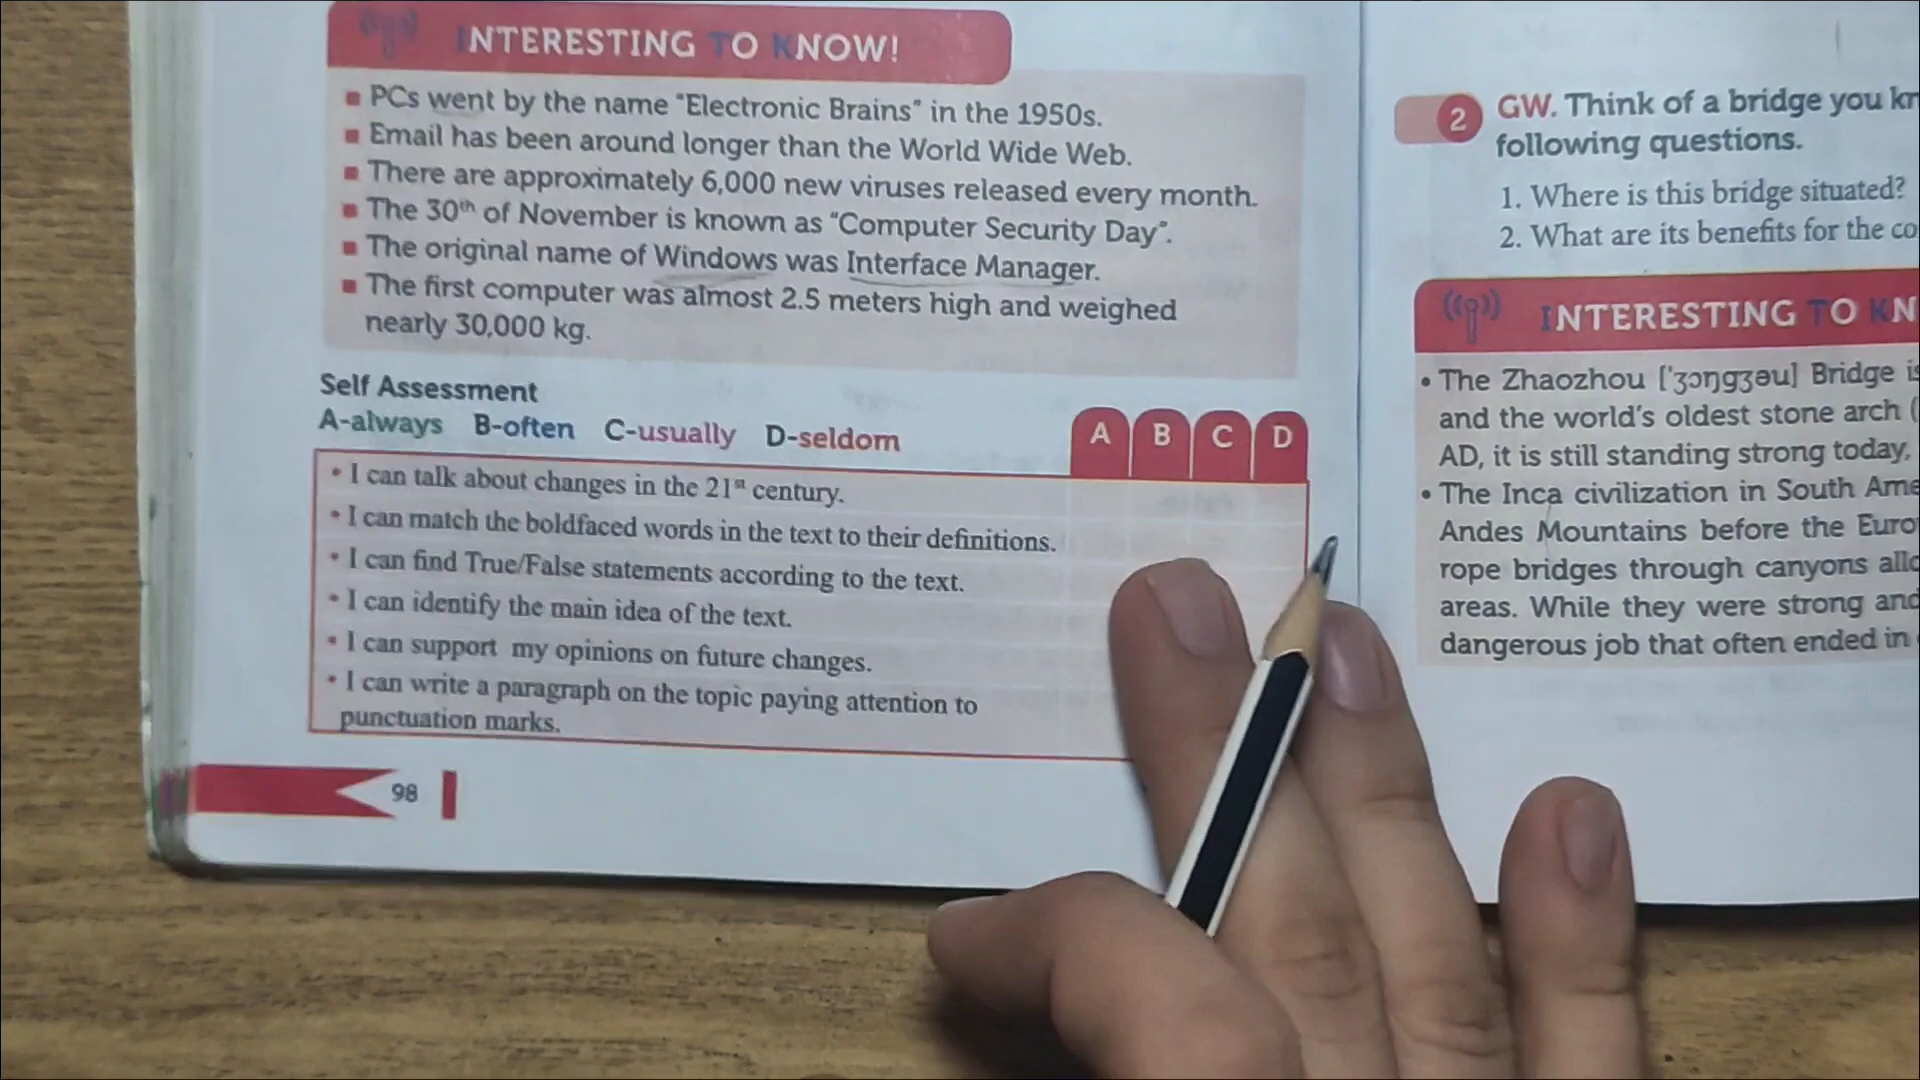 INTERESTING TO KNOW!
▪ PCs went by the name "Electronic Brains" in the 1950s.
▪ Email has been around longer than the World Wide Web.
▪ There are approximately 6,000 new viruses released every month.
▪ The 30th of November is known as "Computer Security Day".
▪ The original name of Windows was Interface Manager.
▪ The first computer was almost 2.5 meters high and weighed
nearly 30,000 kg.
Self Assessment
A-always B-often C-usually D-seldom
A B C D
• I can talk about changes in the 21st century.
• I can match the boldfaced words in the text to their definitions.
• I can find True/False statements according to the text.
• I can identify the main idea of the text.
• I can support my opinions on future changes.
• I can write a paragraph on the topic paying attention to
punctuation marks.
98
2 GW. Think of a bridge you
following questions.
1. Where is this bridge situated?
2. What are its benefits for the
INTERESTING TO
• The Zhaozhou ['ʒɔŋgʒəu] Bridge
and the world's oldest stone arch (
AD, it is still standing strong today,
• The Inca civilization in South
Andes Mountains before the
rope bridges through canyons
areas. While they were strong and
dangerous job that often ended in